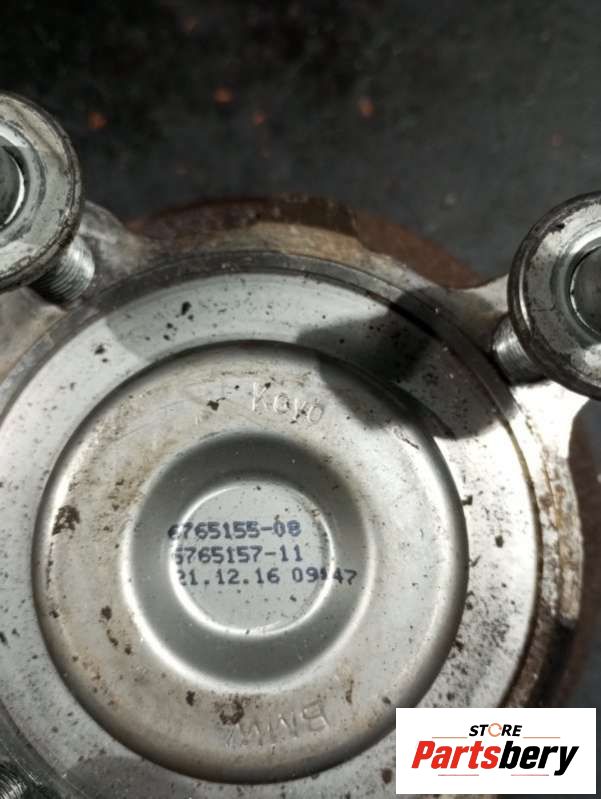 Koyo
6765155-08
6765157-11
21.12.16 09:47
BMW
STORE
Partsbery